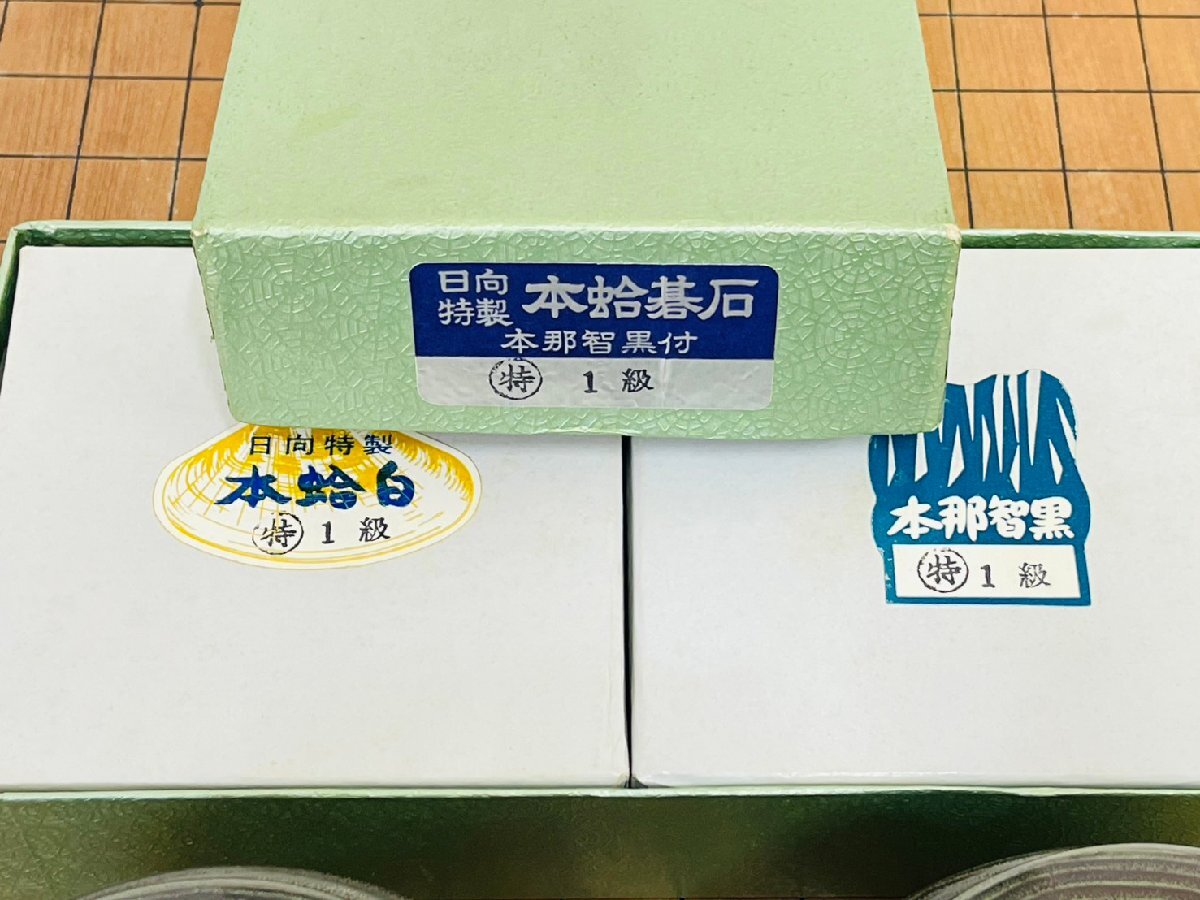 日向
特製 本蛤碁石
本那智黒付
特 1 級
日向特製
本蛤白
特 1 級
本那智黒
特 1 級